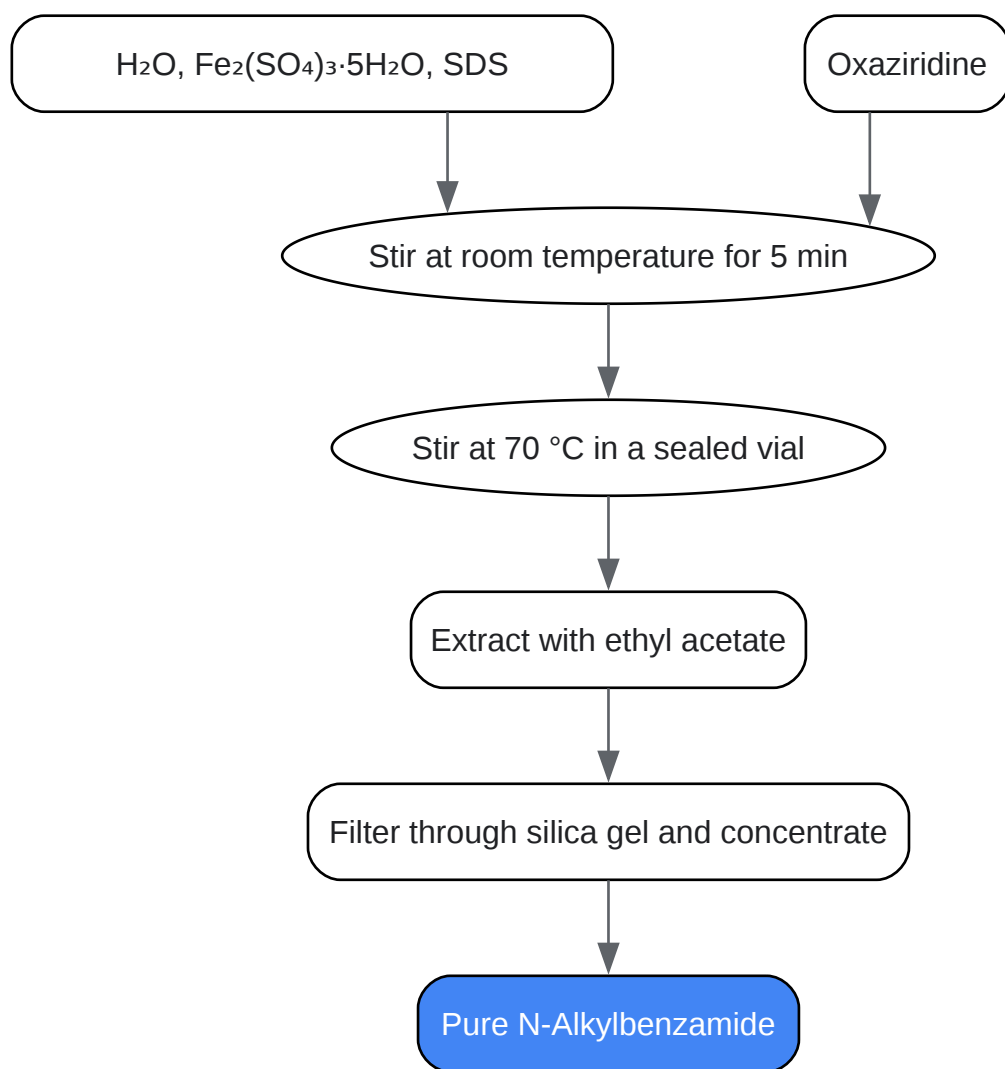 H₂O, Fe₂(SO₄)₃·5H₂O, SDS
Oxaziridine
Stir at room temperature for 5 min
Stir at 70 °C in a sealed vial
Extract with ethyl acetate
Filter through silica gel and concentrate
Pure N-Alkylbenzamide